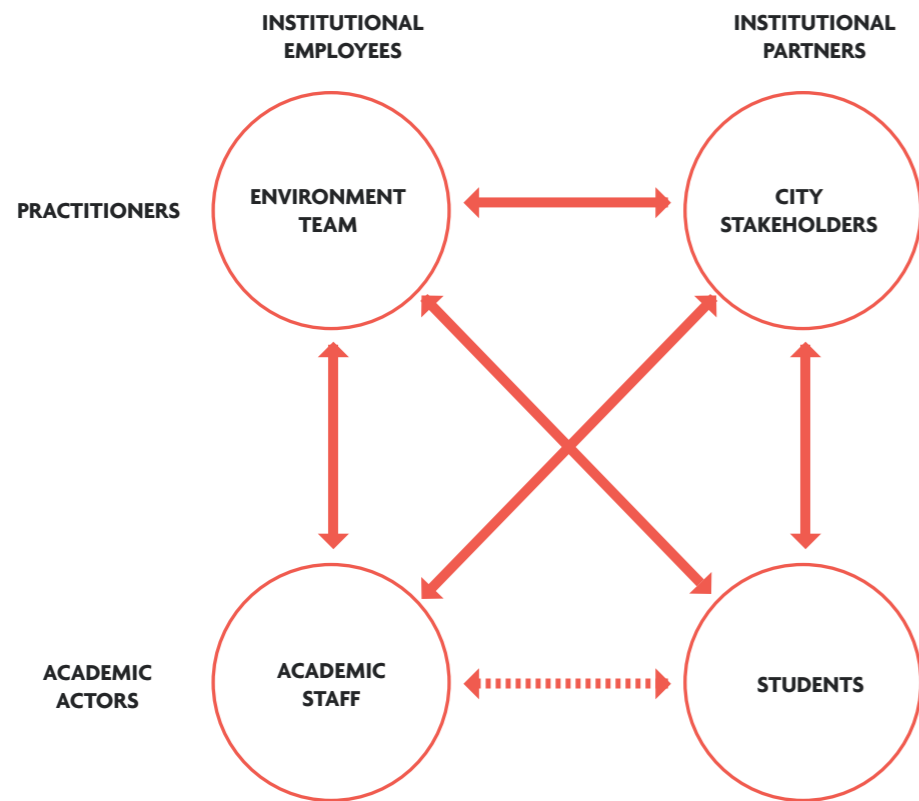 INSTITUTIONAL
EMPLOYEES
INSTITUTIONAL
PARTNERS
PRACTITIONERS
ENVIRONMENT
TEAM
CITY
STAKEHOLDERS
ACADEMIC
ACTORS
ACADEMIC
STAFF
STUDENTS